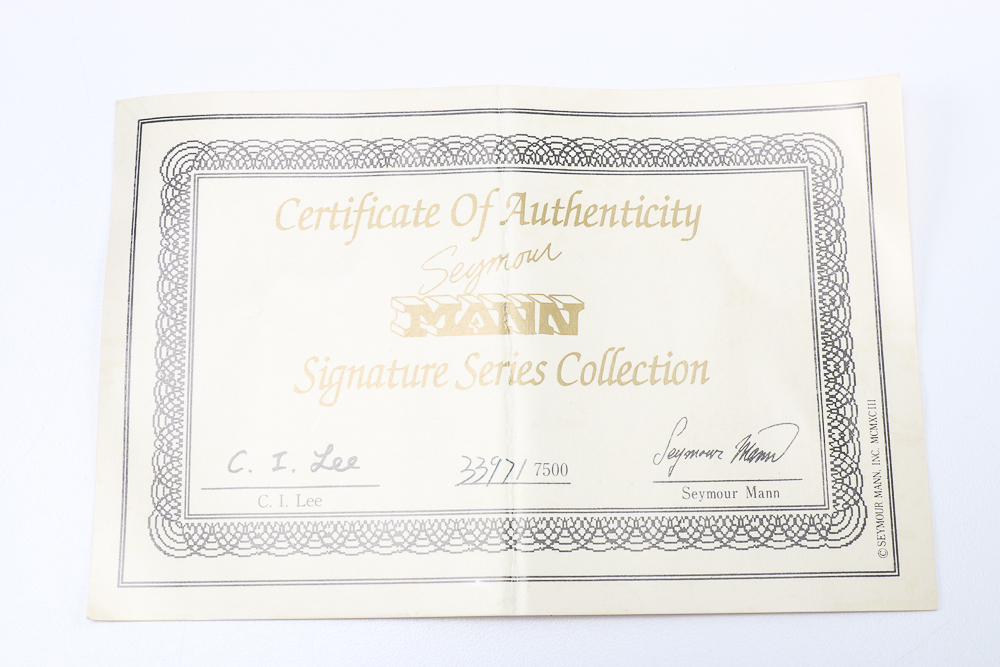 Certificate Of Authenticity
Seymour
MANN
Signature Series Collection
C. I. Lee
3397 / 7500
Seymour Mann
C. I. Lee
Seymour Mann
©SEYMOUR MANN, INC. MCMXCIII